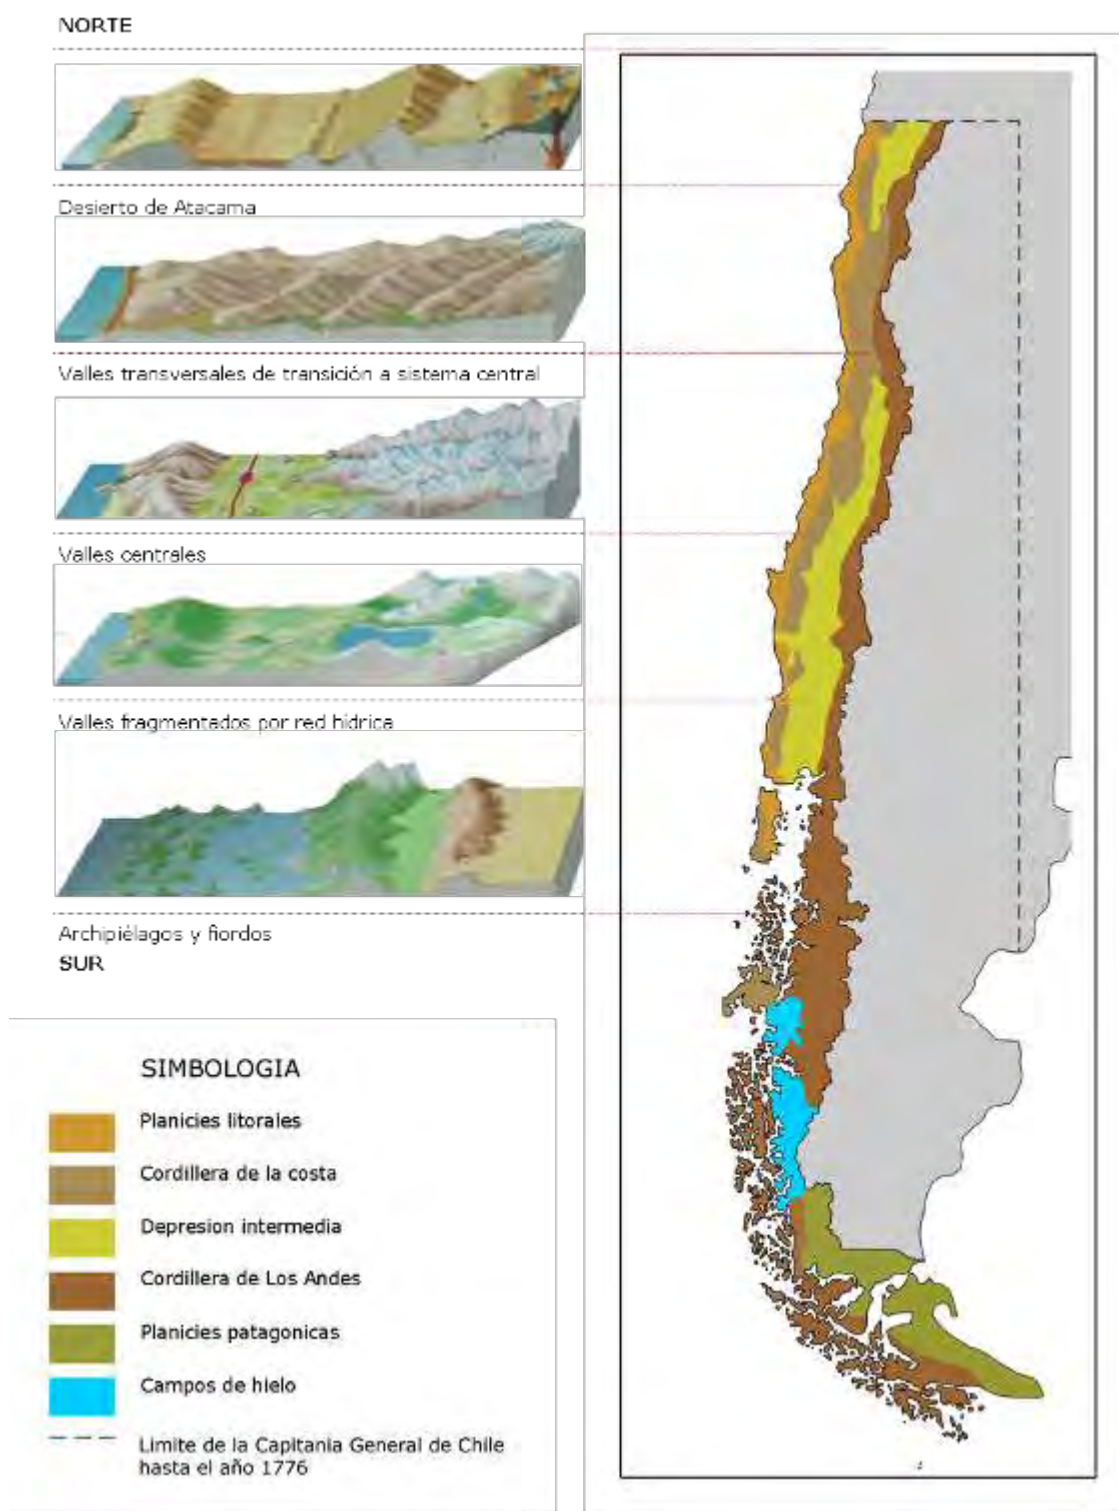 NORTE
Desierto de Atacama
Valles transversales de transición a sistema central
Valles centrales
Valles fragmentados por red hídrica
Archipiélagos y fiordos
SUR
SIMBOLOGIA
Planicies litorales
Cordillera de la costa
Depresion intermedia
Cordillera de Los Andes
Planicies patagonicas
Campos de hielo
Limite de la Capitania General de Chile
hasta el año 1776